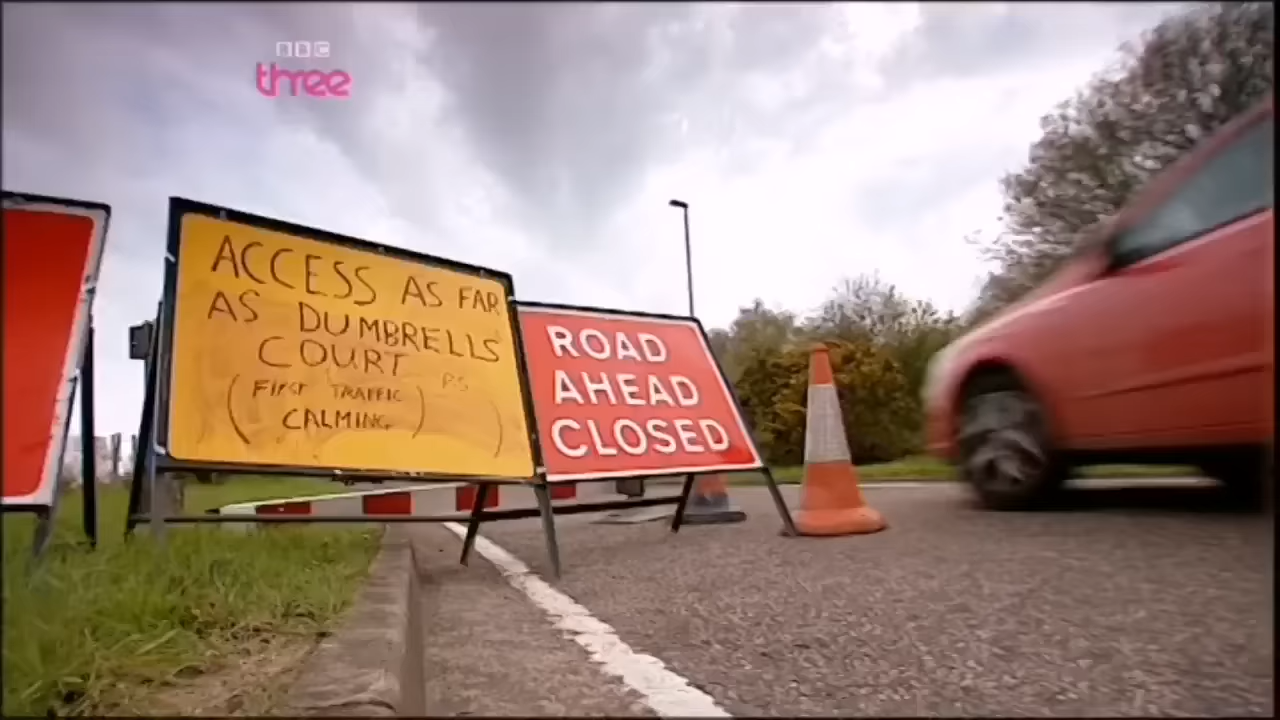 BBC
three
ACCESS AS FAR
AS DUMBRELLS
COURT
(FIRST TRAFFIC
CALMING)
ROAD
AHEAD
CLOSED